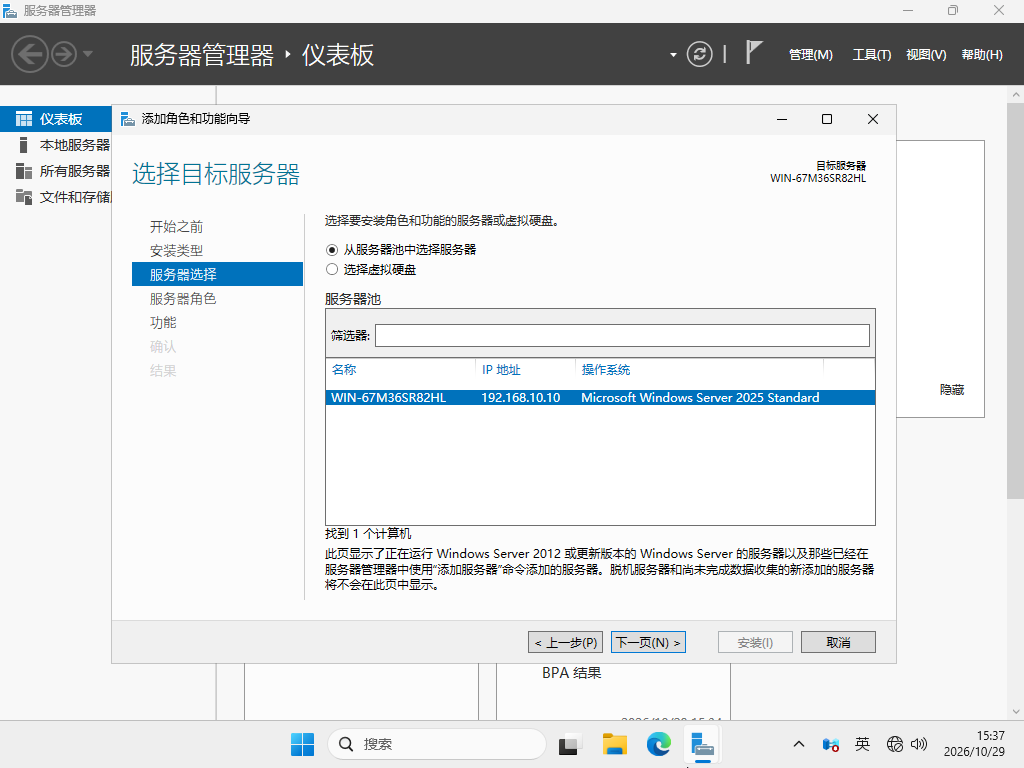 服务器管理器
服务器管理器 ‣ 仪表板
管理(M) 工具(T) 视图(V) 帮助(H)
仪表板
本地服务器
所有服务器
文件和存储
添加角色和功能向导
选择目标服务器
目标服务器
WIN-67M36SR82HL
开始之前
安装类型
服务器选择
服务器角色
功能
确认
结果
选择要安装角色和功能的服务器或虚拟硬盘。
从服务器池中选择服务器
选择虚拟硬盘
服务器池
筛选器:
名称 IP 地址 操作系统
WIN-67M36SR82HL 192.168.10.10 Microsoft Windows Server 2025 Standard
找到 1 个计算机
此页显示了正在运行 Windows Server 2012 或更新版本的 Windows Server 的服务器以及那些已经在
服务器管理器中使用"添加服务器"命令添加的服务器。脱机服务器和尚未完成数据收集的新添加的服务器
将不会在此页中显示。
< 上一步(P) 下一页(N) > 安装(I) 取消
隐藏
BPA 结果
搜索
英
15:37
2026/10/29